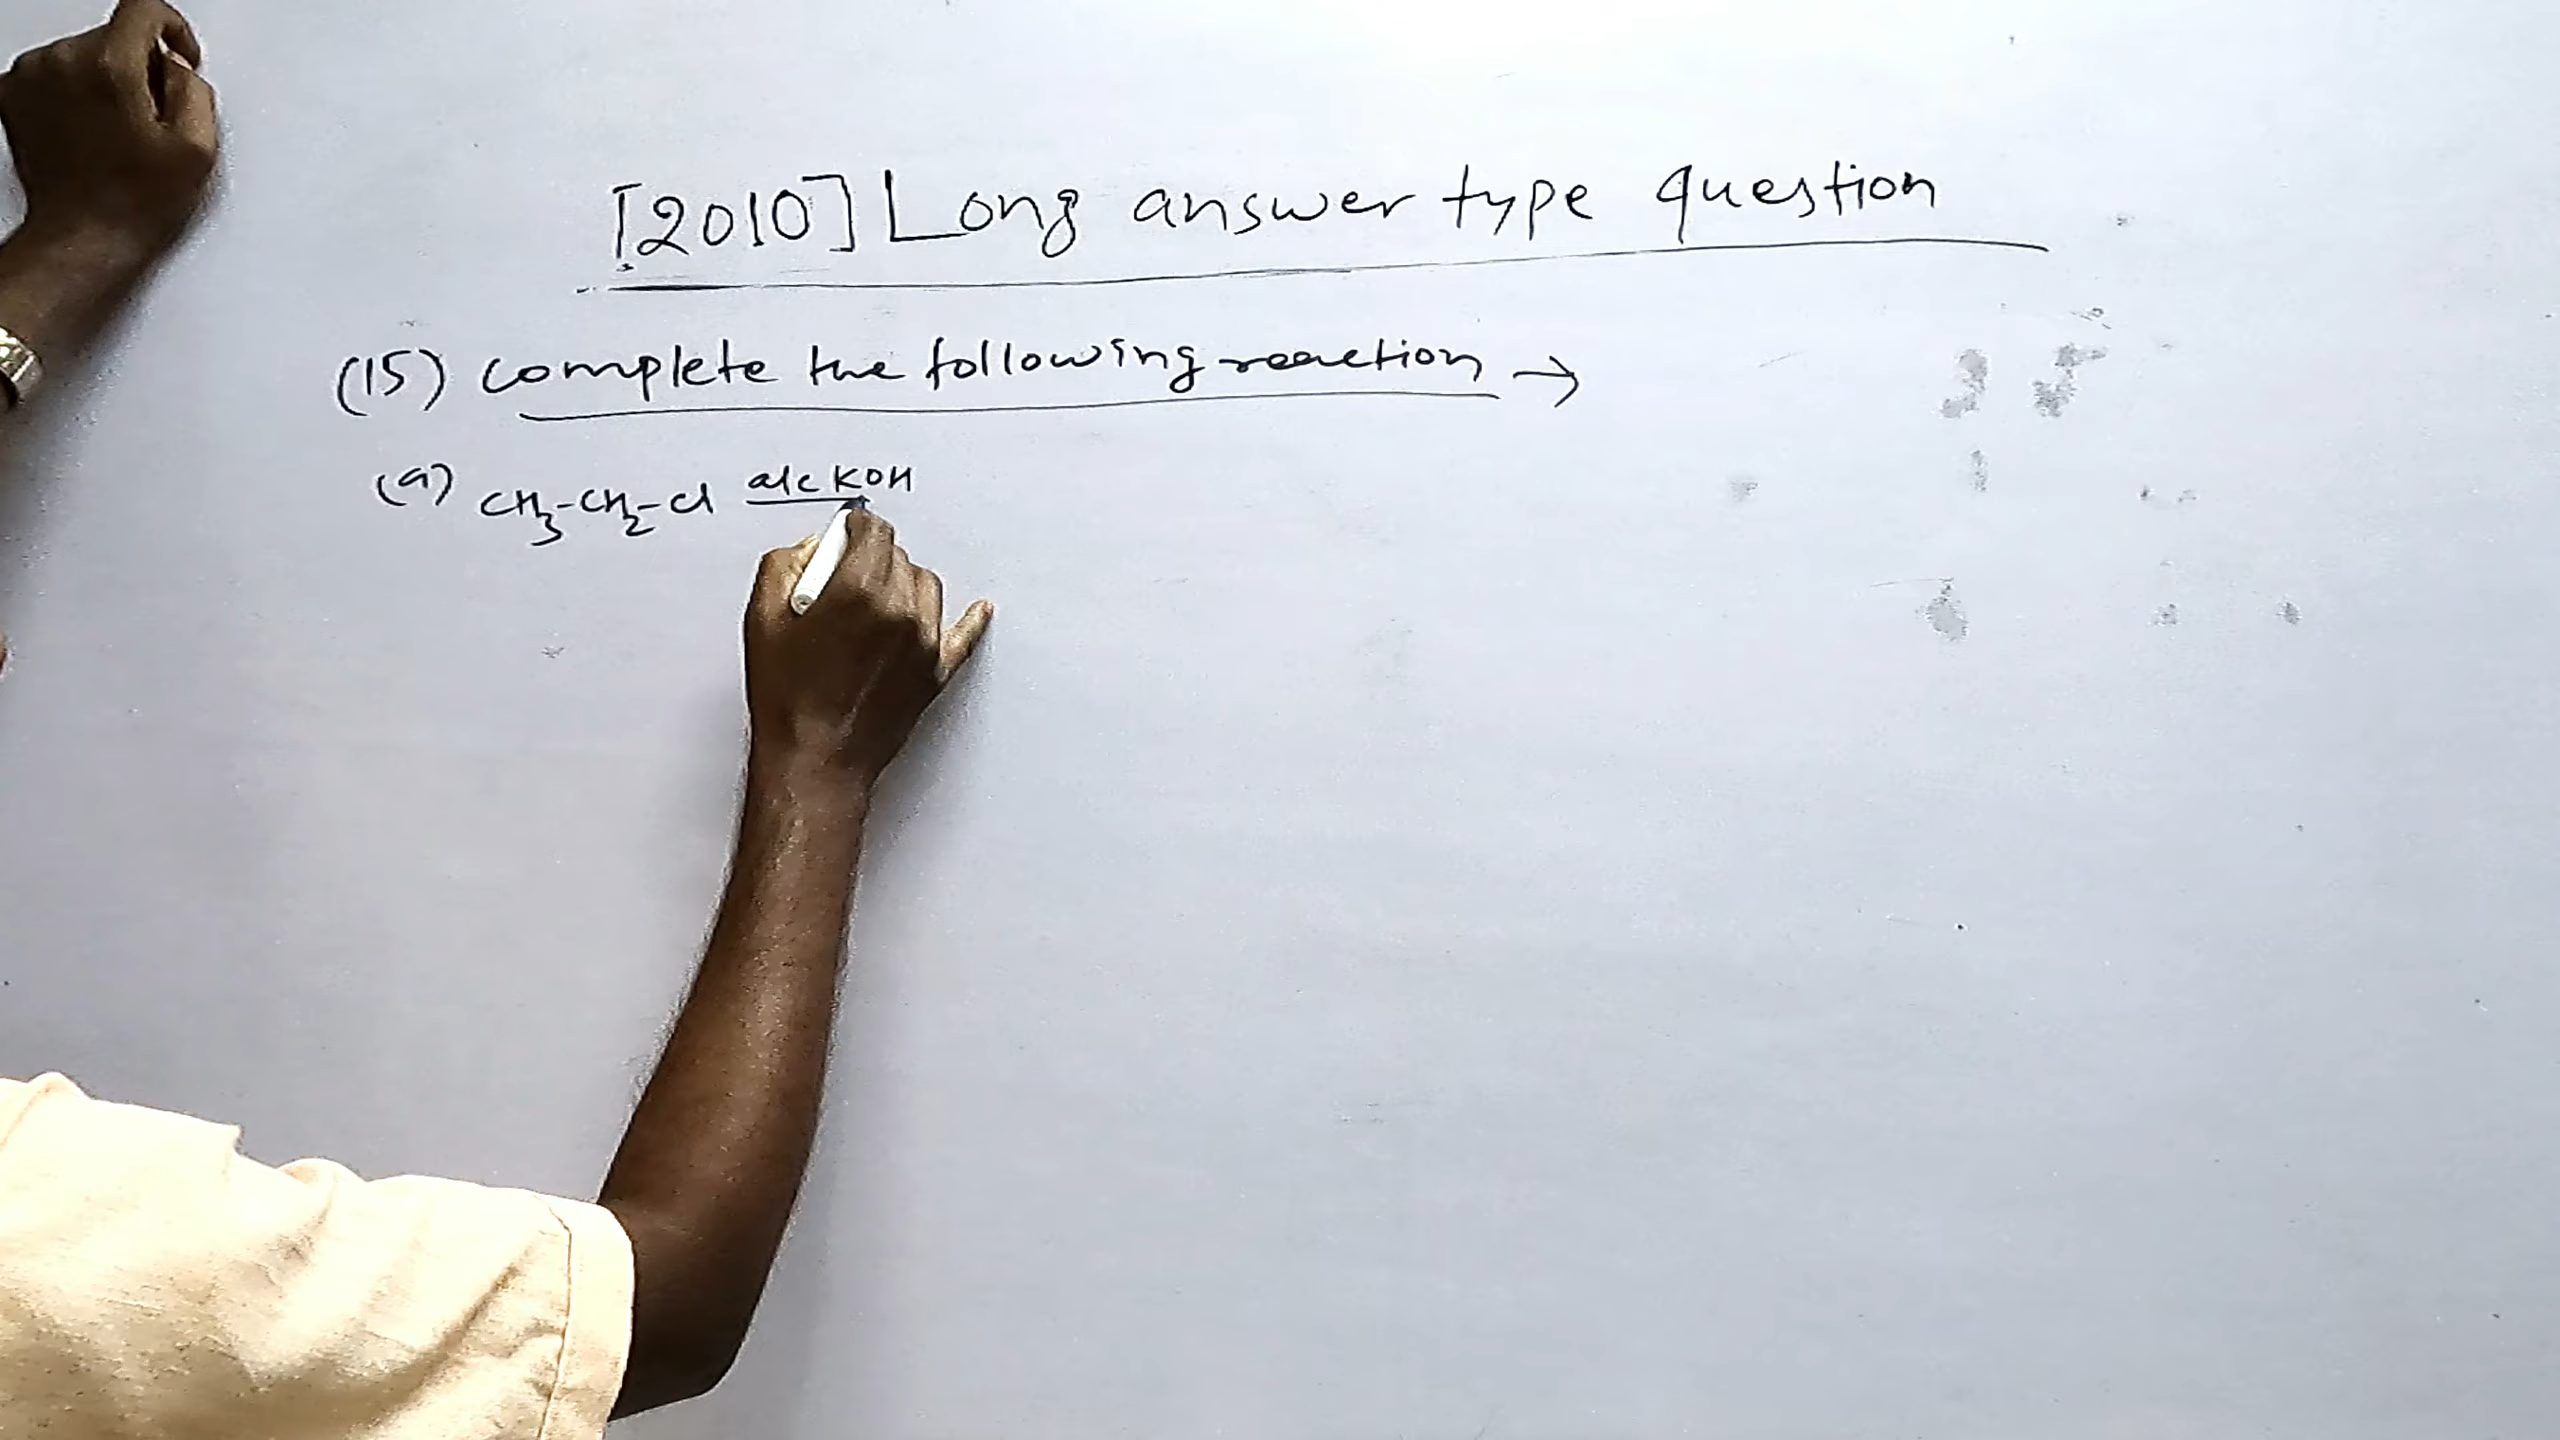 [2010] Long answer type question
(15) complete the following reaction →
(a) CH₃-CH₂-Cl alc KOH